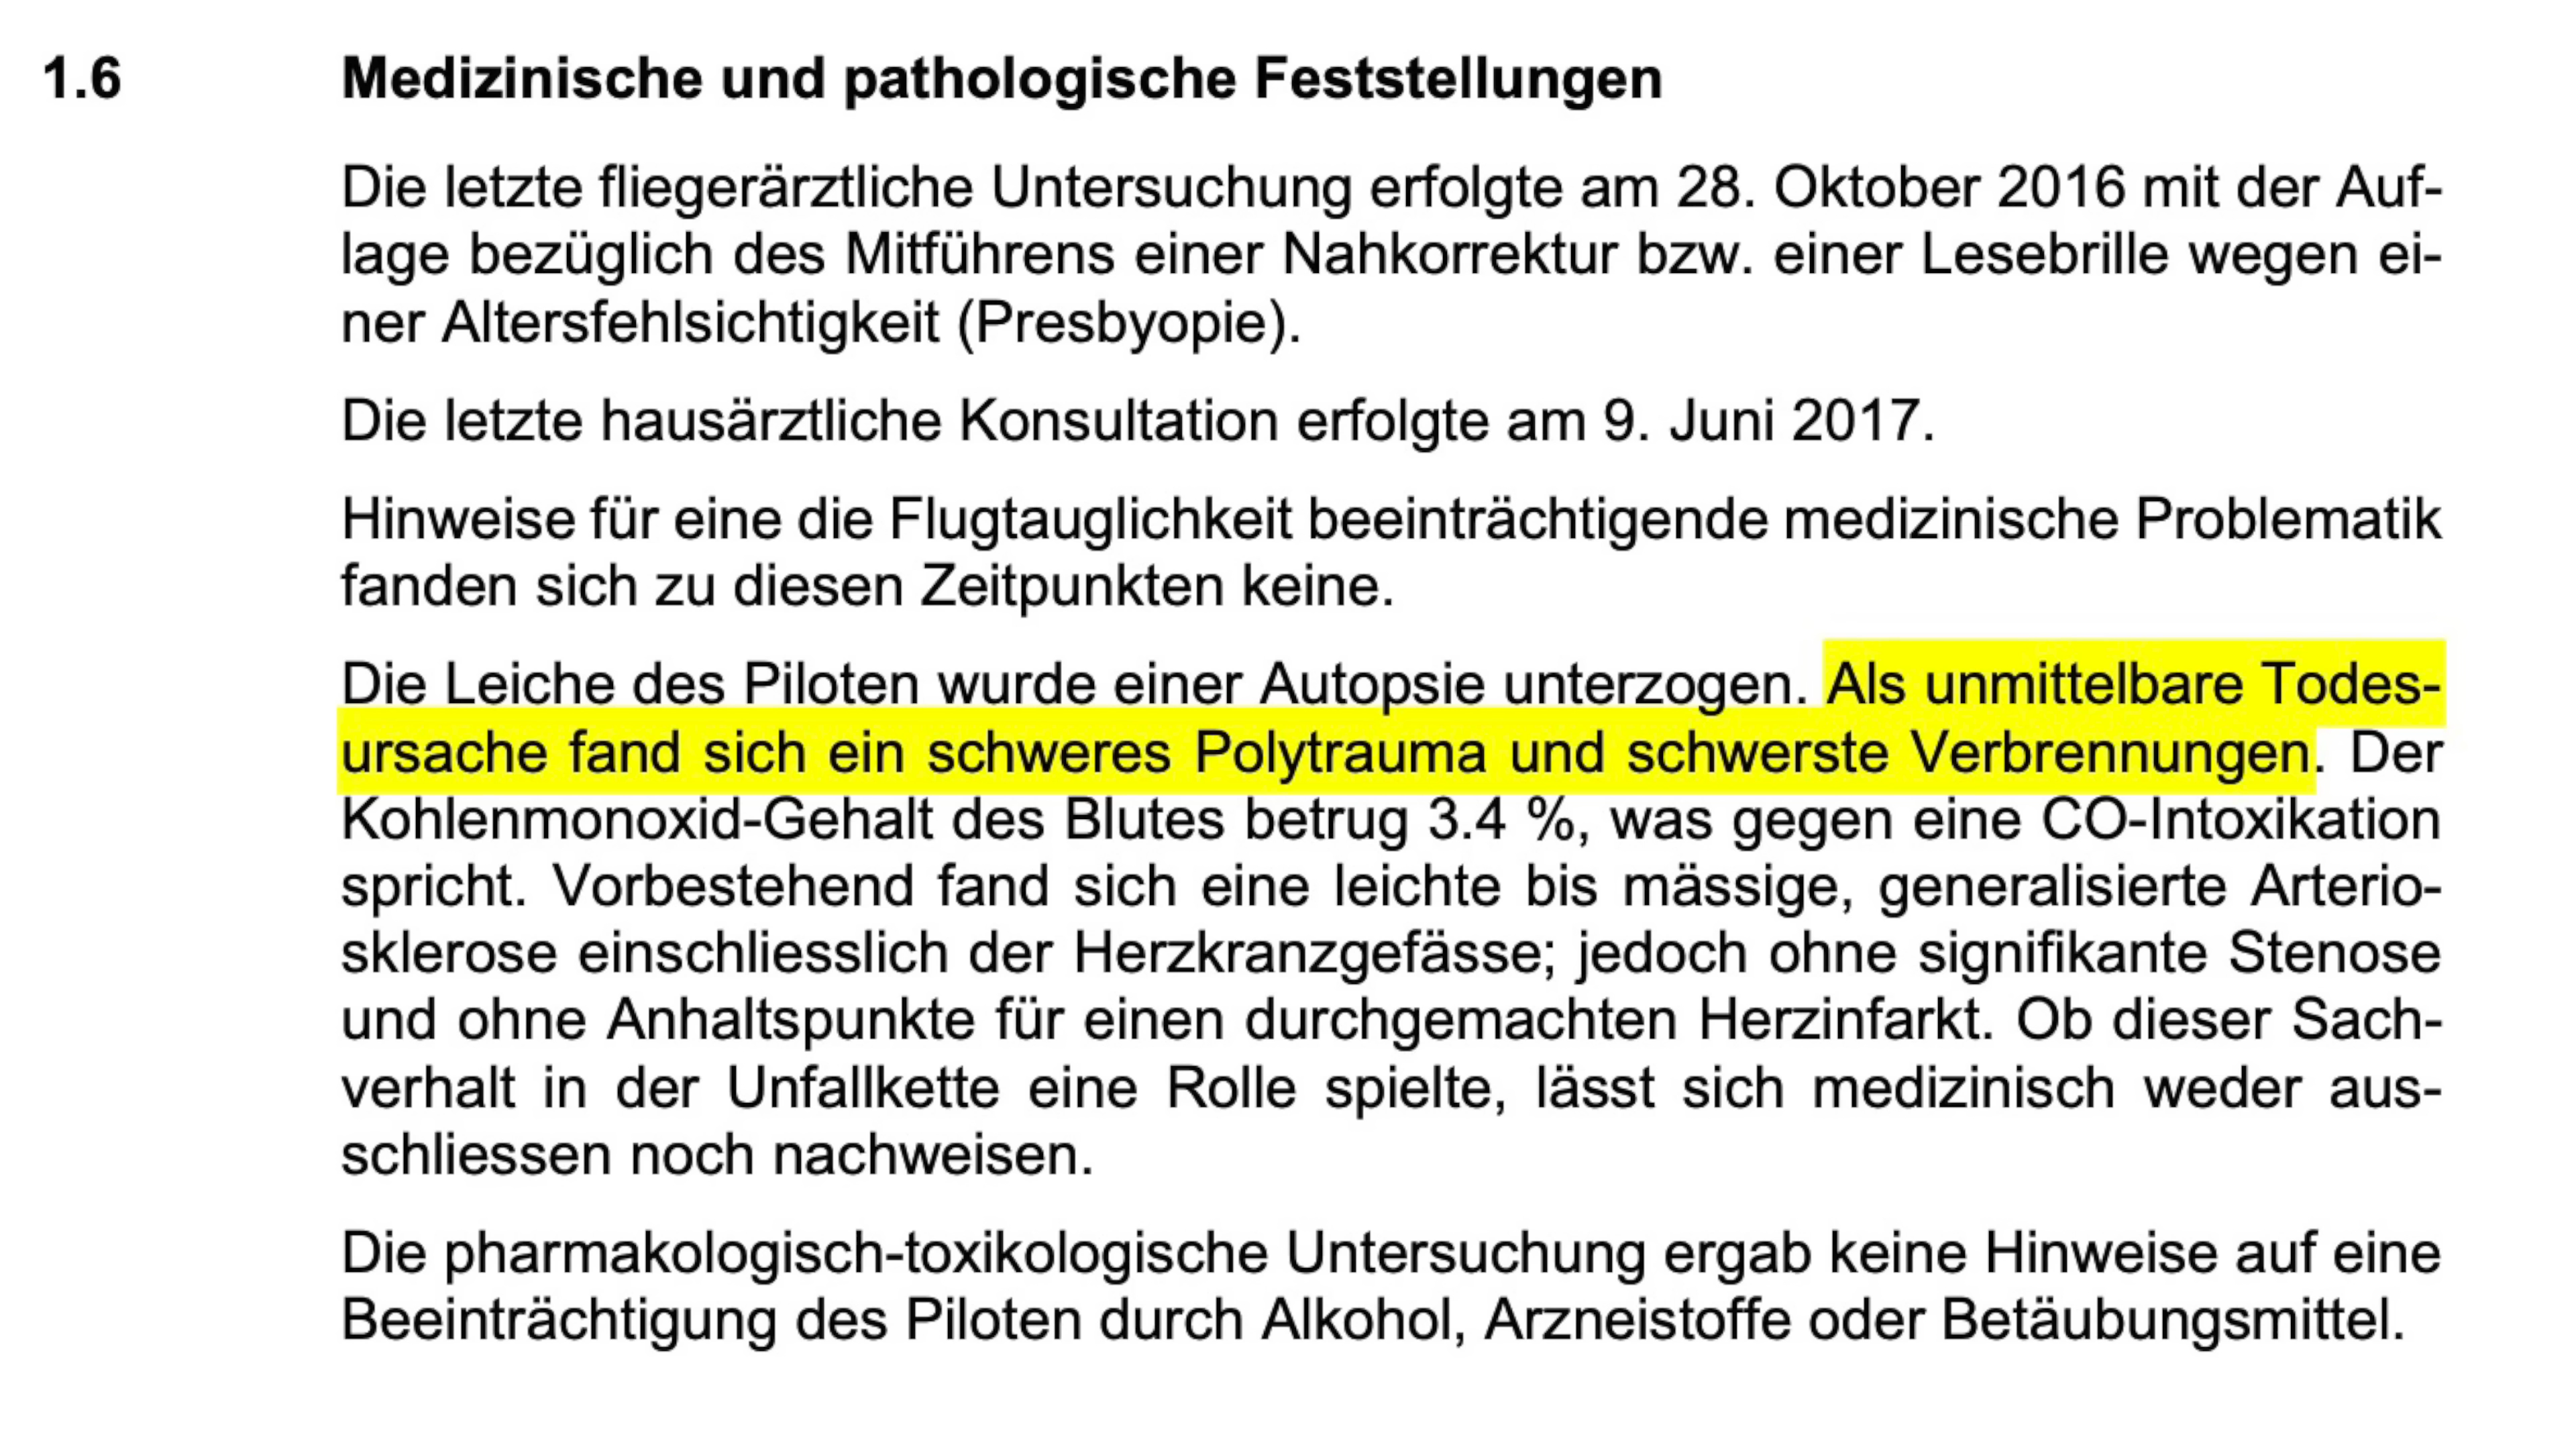 1.6 Medizinische und pathologische Feststellungen
Die letzte fliegerärztliche Untersuchung erfolgte am 28. Oktober 2016 mit der Auf-
lage bezüglich des Mitführens einer Nahkorrektur bzw. einer Lesebrille wegen ei-
ner Altersfehlsichtigkeit (Presbyopie).
Die letzte hausärztliche Konsultation erfolgte am 9. Juni 2017.
Hinweise für eine die Flugtauglichkeit beeinträchtigende medizinische Problematik
fanden sich zu diesen Zeitpunkten keine.
Die Leiche des Piloten wurde einer Autopsie unterzogen. Als unmittelbare Todes-
ursache fand sich ein schweres Polytrauma und schwerste Verbrennungen. Der
Kohlenmonoxid-Gehalt des Blutes betrug 3.4 %, was gegen eine CO-Intoxikation
spricht. Vorbestehend fand sich eine leichte bis mässige, generalisierte Arterio-
sklerose einschliesslich der Herzkranzgefässe; jedoch ohne signifikante Stenose
und ohne Anhaltspunkte für einen durchgemachten Herzinfarkt. Ob dieser Sach-
verhalt in der Unfallkette eine Rolle spielte, lässt sich medizinisch weder aus-
schliessen noch nachweisen.
Die pharmakologisch-toxikologische Untersuchung ergab keine Hinweise auf eine
Beeinträchtigung des Piloten durch Alkohol, Arzneistoffe oder Betäubungsmittel.